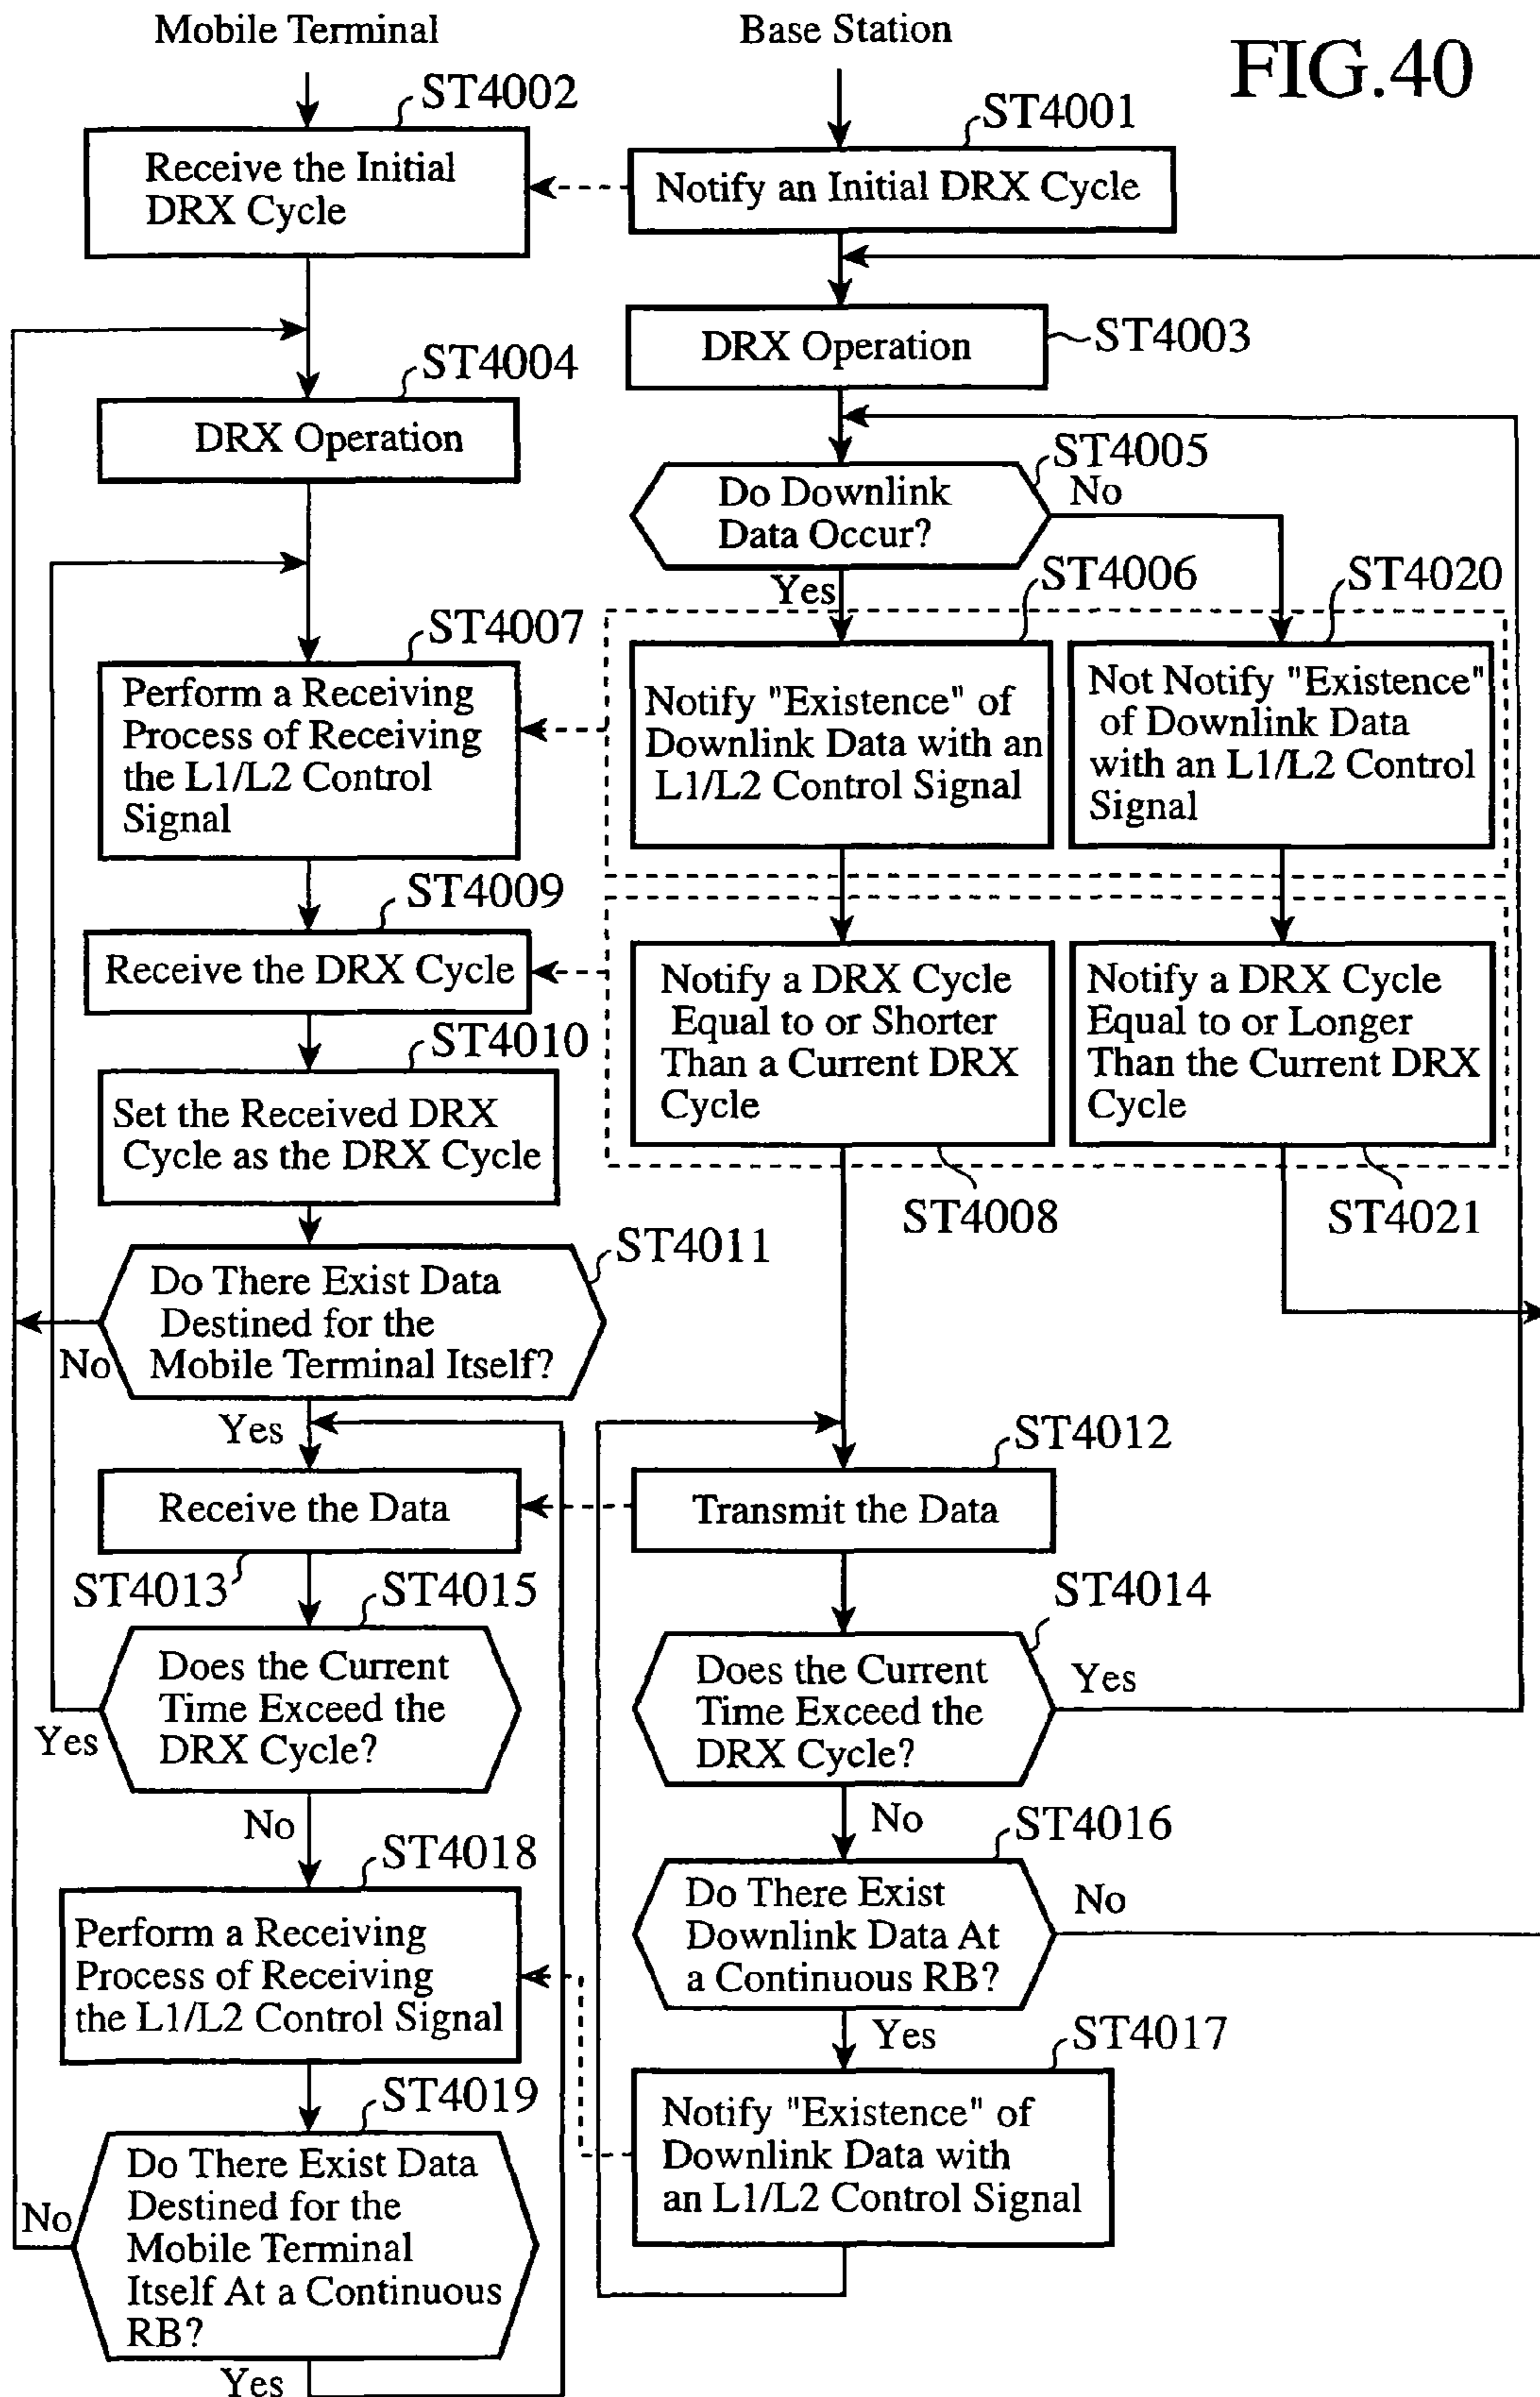 Mobile Terminal
Base Station
FIG.40
ST4002
Receive the Initial
DRX Cycle
ST4001
Notify an Initial DRX Cycle
DRX Operation
ST4003
ST4004
DRX Operation
ST4005
Do Downlink
Data Occur?
No
Yes
ST4006
ST4020
ST4007
Perform a Receiving
Process of Receiving
the L1/L2 Control
Signal
Notify "Existence" of
Downlink Data with an
L1/L2 Control Signal
Not Notify "Existence"
of Downlink Data
with an L1/L2 Control
Signal
ST4009
Receive the DRX Cycle
Notify a DRX Cycle
Equal to or Shorter
Than a Current DRX
Cycle
Notify a DRX Cycle
Equal to or Longer
Than the Current DRX
Cycle
ST4010
Set the Received DRX
Cycle as the DRX Cycle
ST4008
ST4021
ST4011
Do There Exist Data
Destined for the
Mobile Terminal Itself?
No
Yes
ST4012
Receive the Data
Transmit the Data
ST4013
ST4015
ST4014
Does the Current
Time Exceed the
DRX Cycle?
Yes
No
Does the Current
Time Exceed the
DRX Cycle?
Yes
No
ST4016
ST4018
Perform a Receiving
Process of Receiving
the L1/L2 Control Signal
Do There Exist
Downlink Data At
a Continuous RB?
No
Yes
ST4017
ST4019
Do There Exist Data
Destined for the
Mobile Terminal
Itself At a Continuous
RB?
No
Yes
Notify "Existence" of
Downlink Data with
an L1/L2 Control Signal